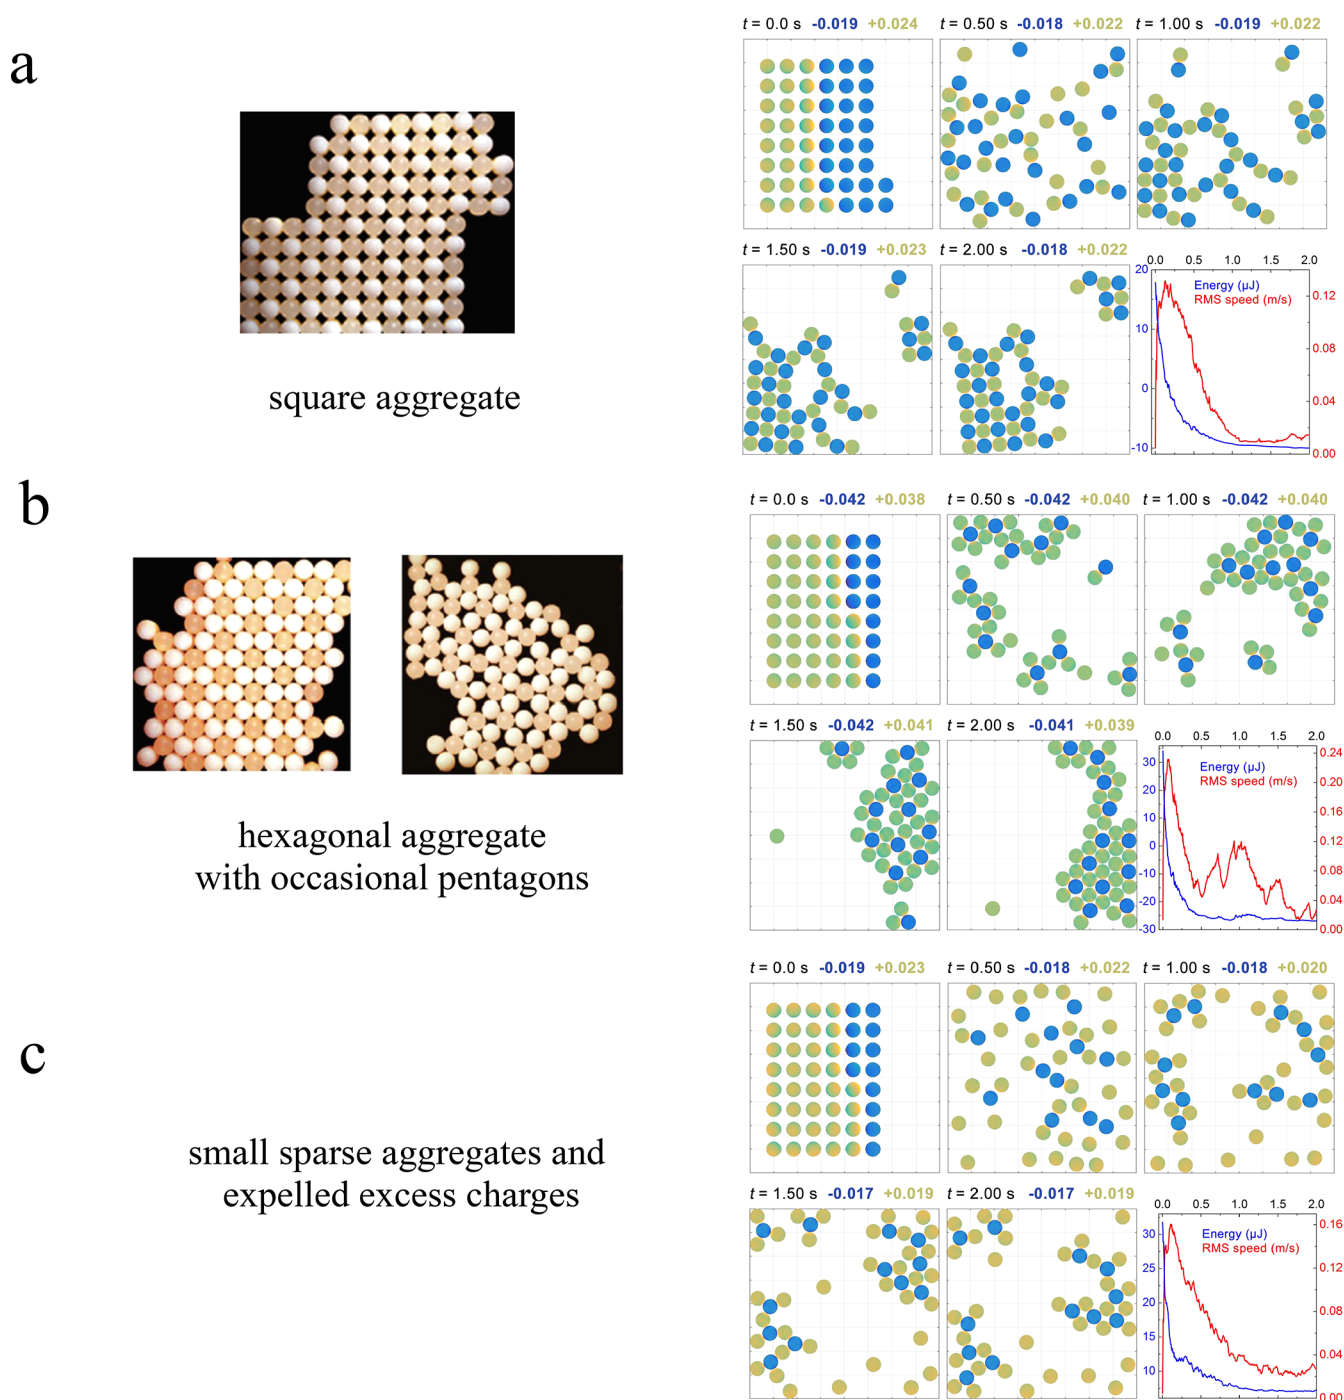 a
square aggregate
t = 0.0 s -0.019 +0.024
t = 0.50 s -0.018 +0.022
t = 1.00 s -0.019 +0.022
t = 1.50 s -0.019 +0.023
t = 2.00 s -0.018 +0.022
0.0 0.5 1.0 1.5 2.0
Energy (µJ)
RMS speed (m/s)
20
10
0
-10
0.12
0.08
0.04
0.00
b
hexagonal aggregate
with occasional pentagons
t = 0.0 s -0.042 +0.038
t = 0.50 s -0.042 +0.040
t = 1.00 s -0.042 +0.040
t = 1.50 s -0.042 +0.041
t = 2.00 s -0.041 +0.039
0.0 0.5 1.0 1.5 2.0
Energy (µJ)
RMS speed (m/s)
30
20
10
0
-10
-20
-30
0.24
0.20
0.16
0.12
0.08
0.04
0.00
c
small sparse aggregates and
expelled excess charges
t = 0.0 s -0.019 +0.023
t = 0.50 s -0.018 +0.022
t = 1.00 s -0.018 +0.020
t = 1.50 s -0.017 +0.019
t = 2.00 s -0.017 +0.019
0.0 0.5 1.0 1.5 2.0
Energy (µJ)
RMS speed (m/s)
30
25
20
15
10
0.16
0.12
0.08
0.04
0.00